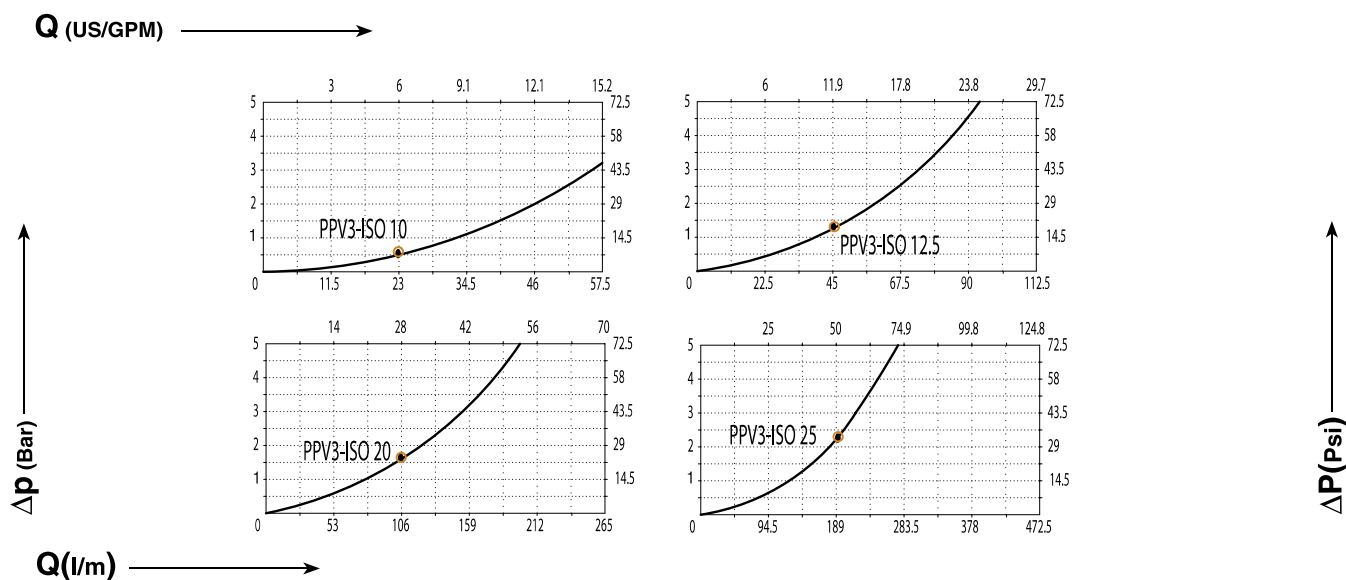 Q (US/GPM)
3 6 9.1 12.1 15.2
5 72.5
4 58
3 43.5
2 29
1 14.5
PPV3-ISO 10
0 11.5 23 34.5 46 57.5
6 11.9 17.8 23.8 29.7
5 72.5
4 58
3 43.5
2 29
1 14.5
PPV3-ISO 12.5
0 22.5 45 67.5 90 112.5
14 28 42 56 70
5 72.5
4 58
3 43.5
2 29
1 14.5
PPV3-ISO 20
0 53 106 159 212 265
25 50 74.9 99.8 124.8
5 72.5
4 58
3 43.5
2 29
1 14.5
PPV3-ISO 25
0 94.5 189 283.5 378 472.5
Δp (Bar)
ΔP(Psi)
Q(l/m)